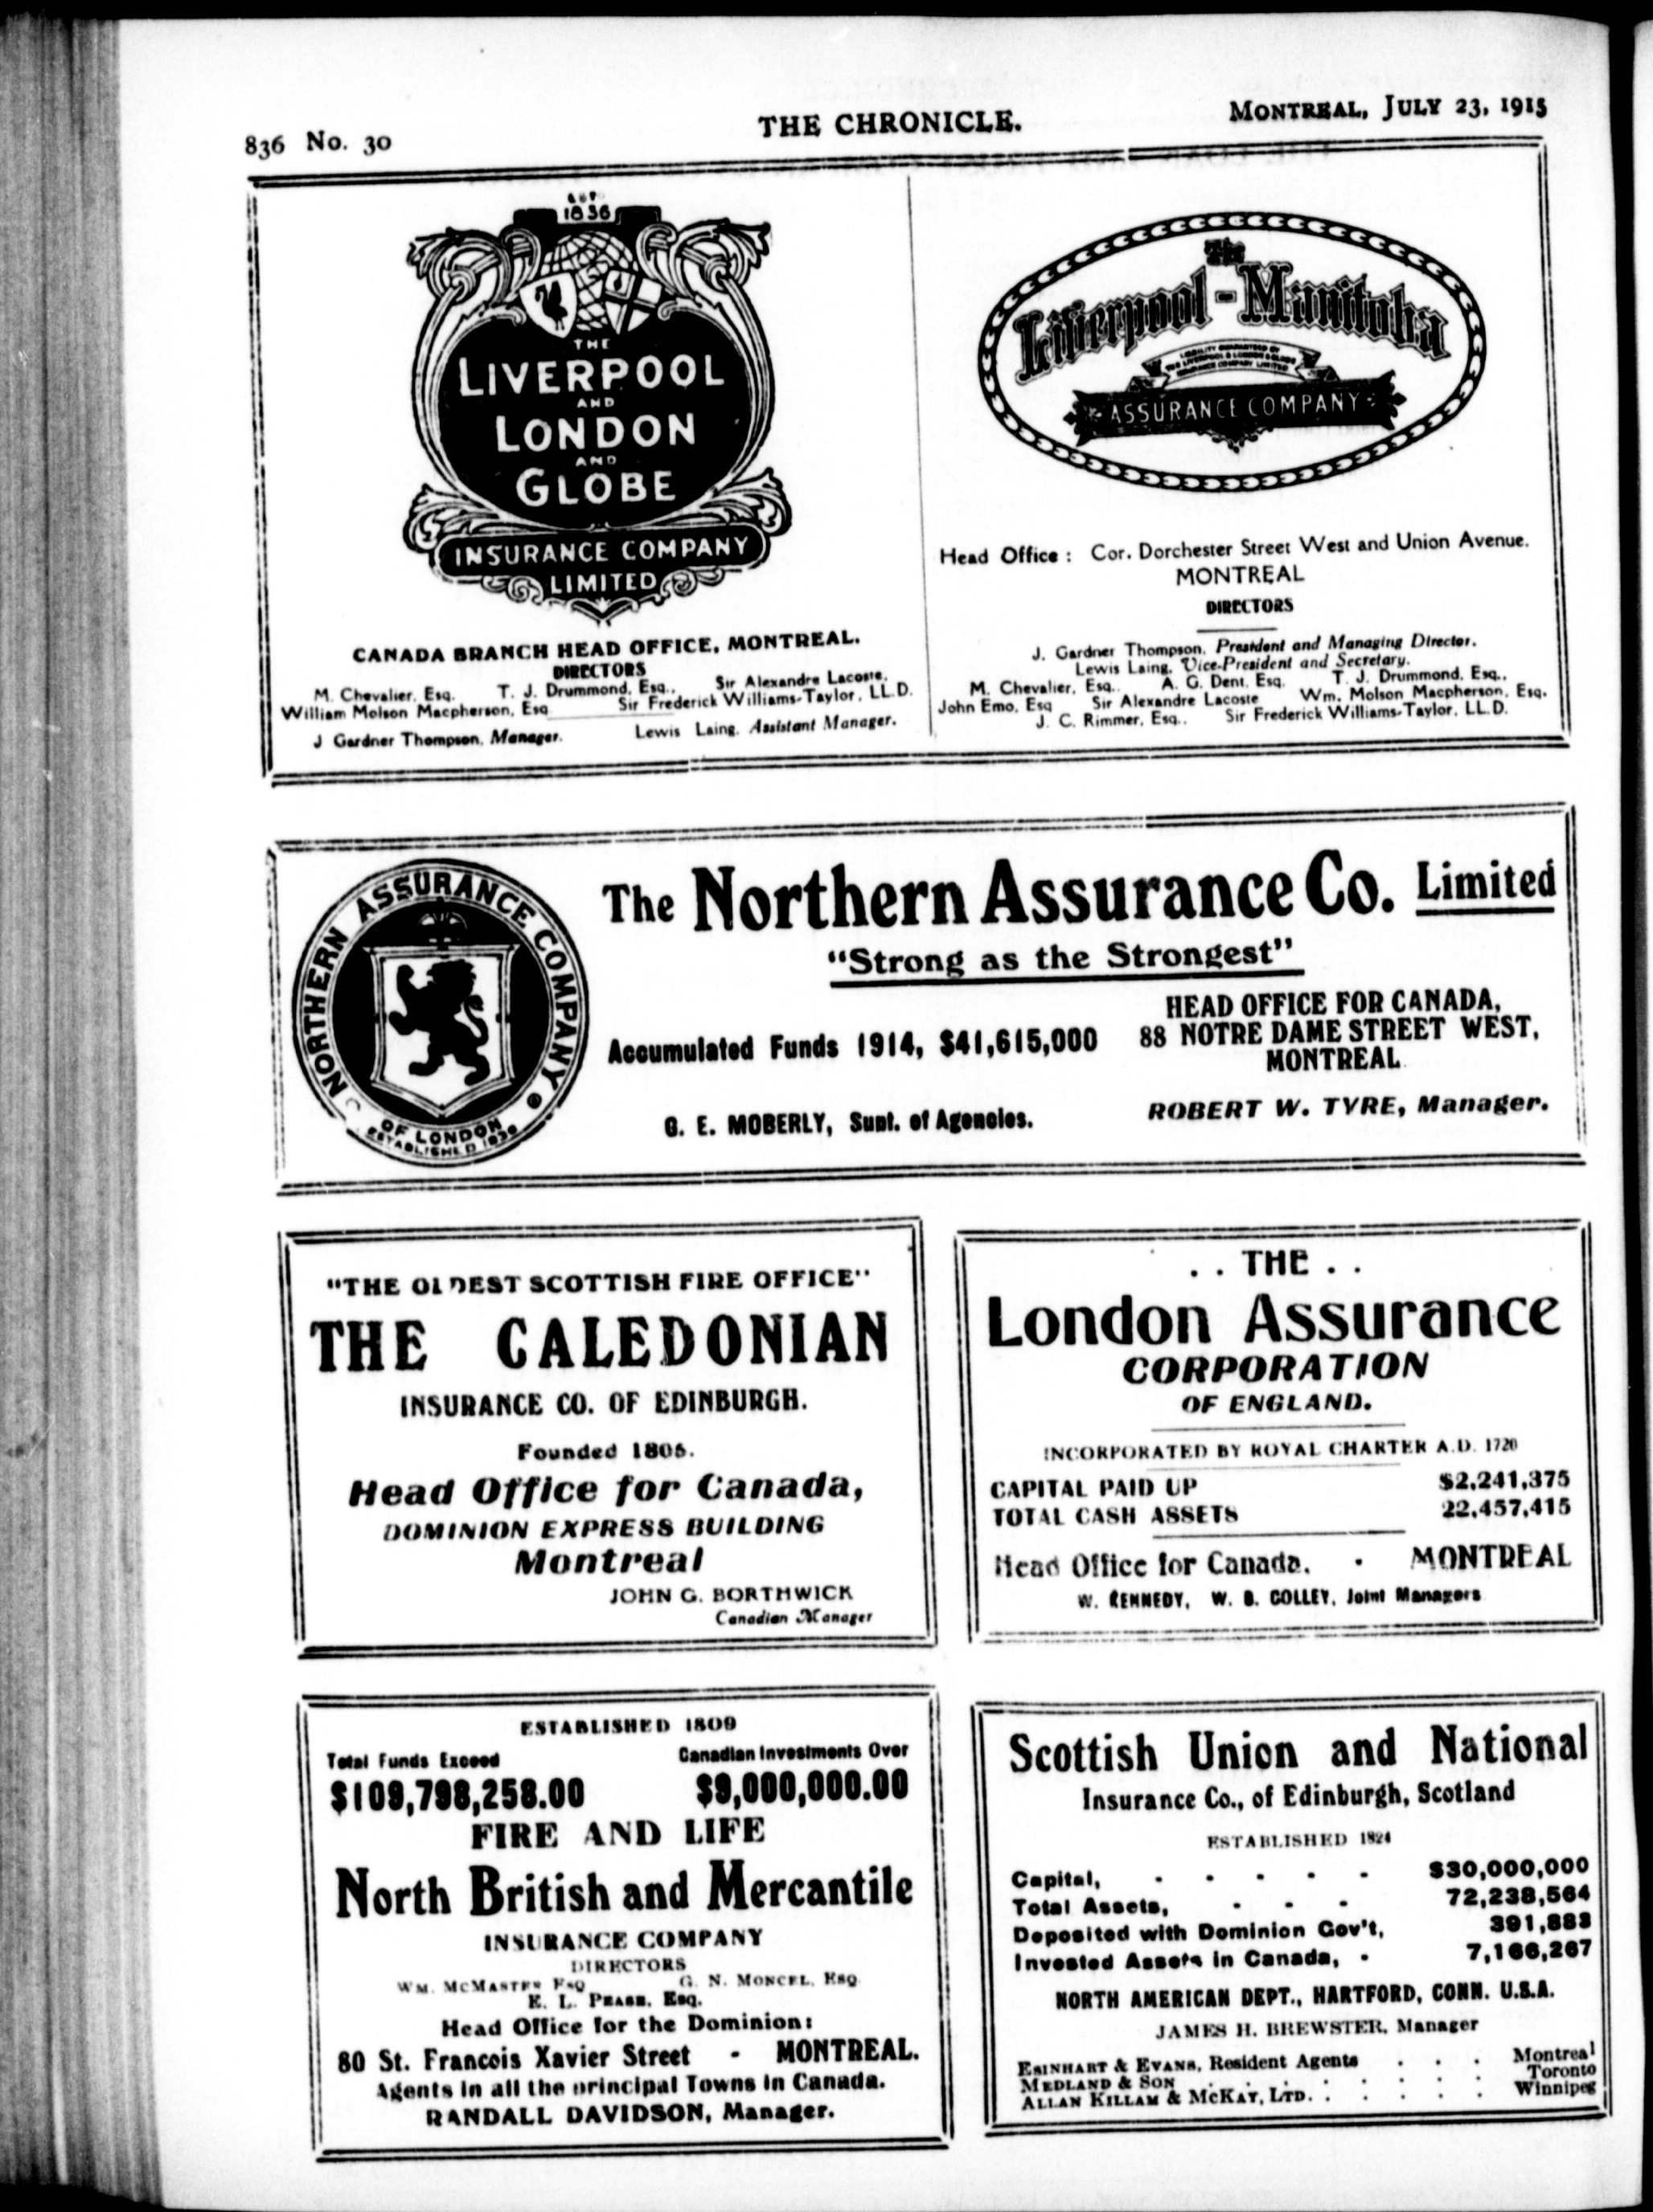 836 No. 30
THE CHRONICLE.
MONTREAL, JULY 23, 1915
1836
THE
LIVERPOOL
AND
LONDON
AND
GLOBE
INSURANCE COMPANY
LIMITED
CANADA BRANCH HEAD OFFICE, MONTREAL.
DIRECTORS
M. Chevalier, Esq. T. J. Drummond, Esq., Sir Alexandre Lacoste,
William Molson Macpherson, Esq Sir Frederick Williams-Taylor, LL.D.
J Gardner Thompson, Manager. Lewis Laing, Assistant Manager.
The
Liverpool-Manitoba
LIABILITY GUARANTEED BY
THE LIVERPOOL & LONDON & GLOBE
INSURANCE COMPANY LIMITED
ASSURANCE COMPANY
Head Office : Cor. Dorchester Street West and Union Avenue.
MONTREAL
DIRECTORS
J. Gardner Thompson, President and Managing Director.
Lewis Laing, Vice-President and Secretary.
M. Chevalier, Esq.. A. G. Dent, Esq. T. J. Drummond, Esq.,
John Emo, Esq Sir Alexandre Lacoste Wm. Molson Macpherson, Esq.
J. C. Rimmer, Esq., Sir Frederick Williams-Taylor, LL.D.
NORTHERN ASSURANCE COMPANY
OF LONDON
ESTABLISHED 1836
The Northern Assurance Co. Limited
"Strong as the Strongest"
Accumulated Funds 1914, $41,615,000
HEAD OFFICE FOR CANADA,
88 NOTRE DAME STREET WEST,
MONTREAL
G. E. MOBERLY, Supt. of Agencies.
ROBERT W. TYRE, Manager.
"THE OLDEST SCOTTISH FIRE OFFICE"
THE CALEDONIAN
INSURANCE CO. OF EDINBURGH.
Founded 1805.
Head Office for Canada,
DOMINION EXPRESS BUILDING
Montreal
JOHN G. BORTHWICK
Canadian Manager
. . THE . .
London Assurance
CORPORATION
OF ENGLAND.
INCORPORATED BY ROYAL CHARTER A.D. 1720
CAPITAL PAID UP $2,241,375
TOTAL CASH ASSETS 22,457,415
Head Office for Canada, - MONTREAL
W. KENNEDY, W. B. COLLEY, Joint Managers
ESTABLISHED 1809
Total Funds Exceed Canadian Investments Over
$109,798,258.00 $9,000,000.00
FIRE AND LIFE
North British and Mercantile
INSURANCE COMPANY
DIRECTORS
WM. MCMASTER ESQ G. N. MONCEL, ESQ
E. L. PEASE, ESQ.
Head Office for the Dominion:
80 St. Francois Xavier Street - MONTREAL.
Agents in all the principal Towns in Canada.
RANDALL DAVIDSON, Manager.
Scottish Union and National
Insurance Co., of Edinburgh, Scotland
ESTABLISHED 1824
Capital, - - - - - $30,000,000
Total Assets, - - - 72,238,564
Deposited with Dominion Gov't, 391,883
Invested Assets in Canada, - 7,166,267
NORTH AMERICAN DEPT., HARTFORD, CONN. U.S.A.
JAMES H. BREWSTER, Manager
ESINHART & EVANS, Resident Agents . . . Montreal
MEDLAND & SON . . . . . . Toronto
ALLAN KILLAM & MCKAY, LTD. . . . . . Winnipeg